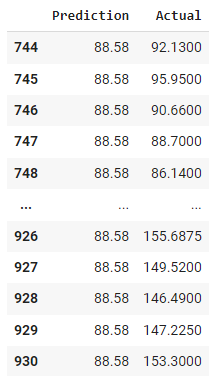 Prediction Actual
744 88.58 92.1300
745 88.58 95.9500
746 88.58 90.6600
747 88.58 88.7000
748 88.58 86.1400
... ... ...
926 88.58 155.6875
927 88.58 149.5200
928 88.58 146.4900
929 88.58 147.2250
930 88.58 153.3000